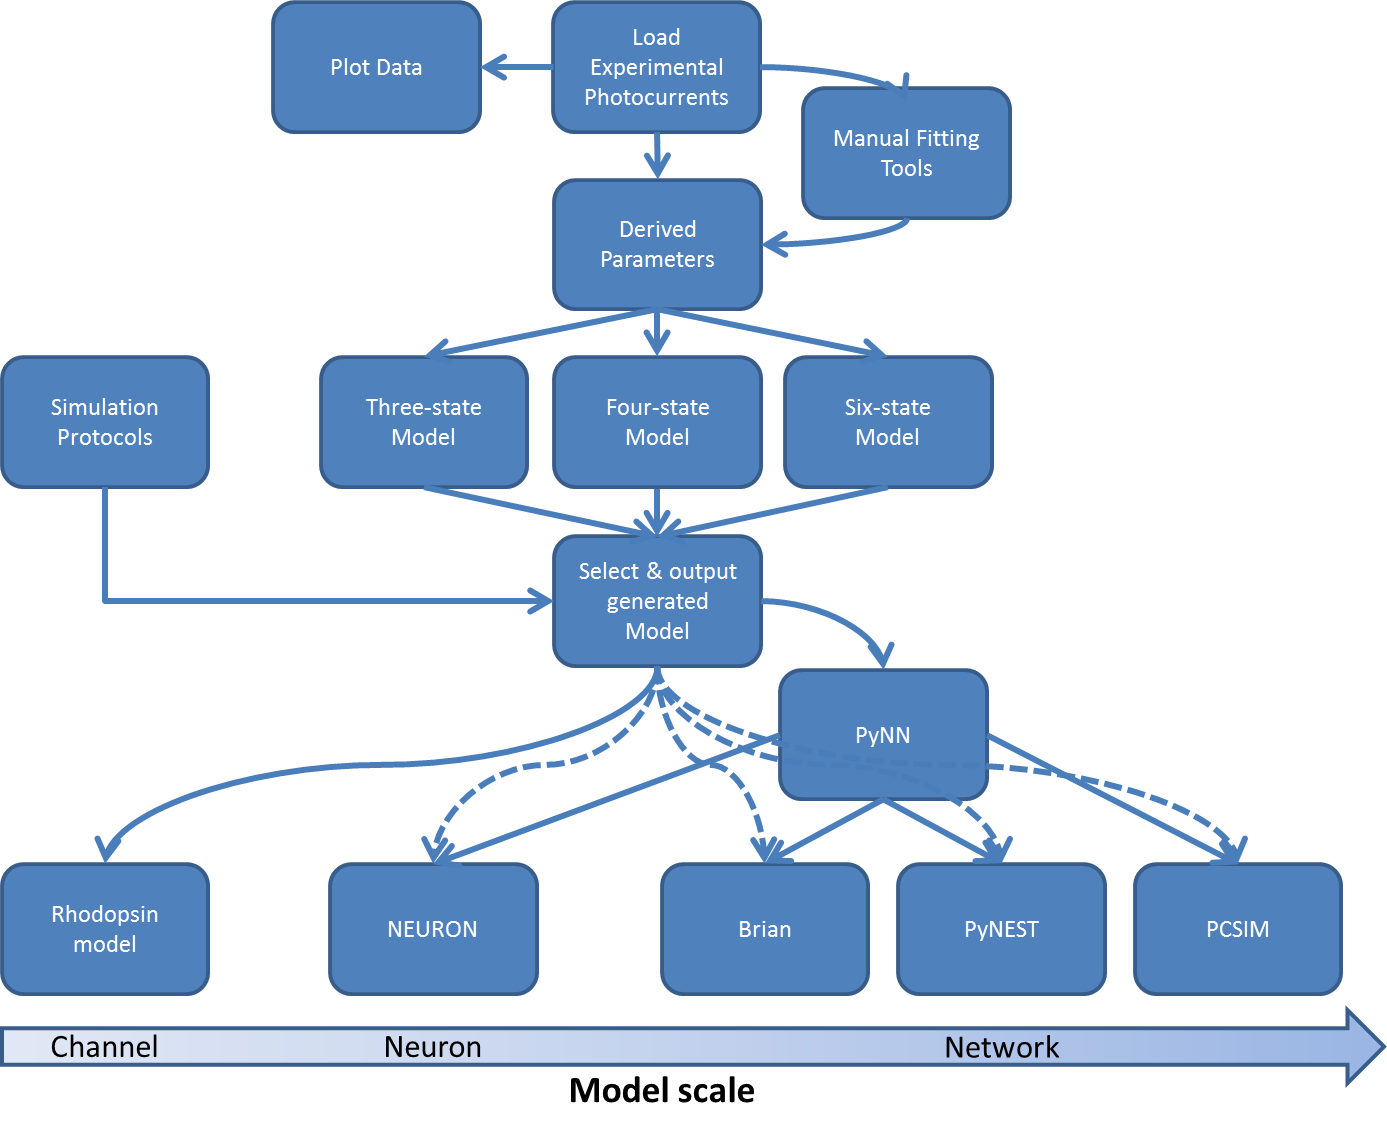 Plot Data
Load
Experimental
Photocurrents
Manual Fitting
Tools
Derived
Parameters
Simulation
Protocols
Three-state
Model
Four-state
Model
Six-state
Model
Select & output
generated
Model
PyNN
Rhodopsin
model
NEURON
Brian
PyNEST
PCSIM
Channel
Neuron
Network
Model scale